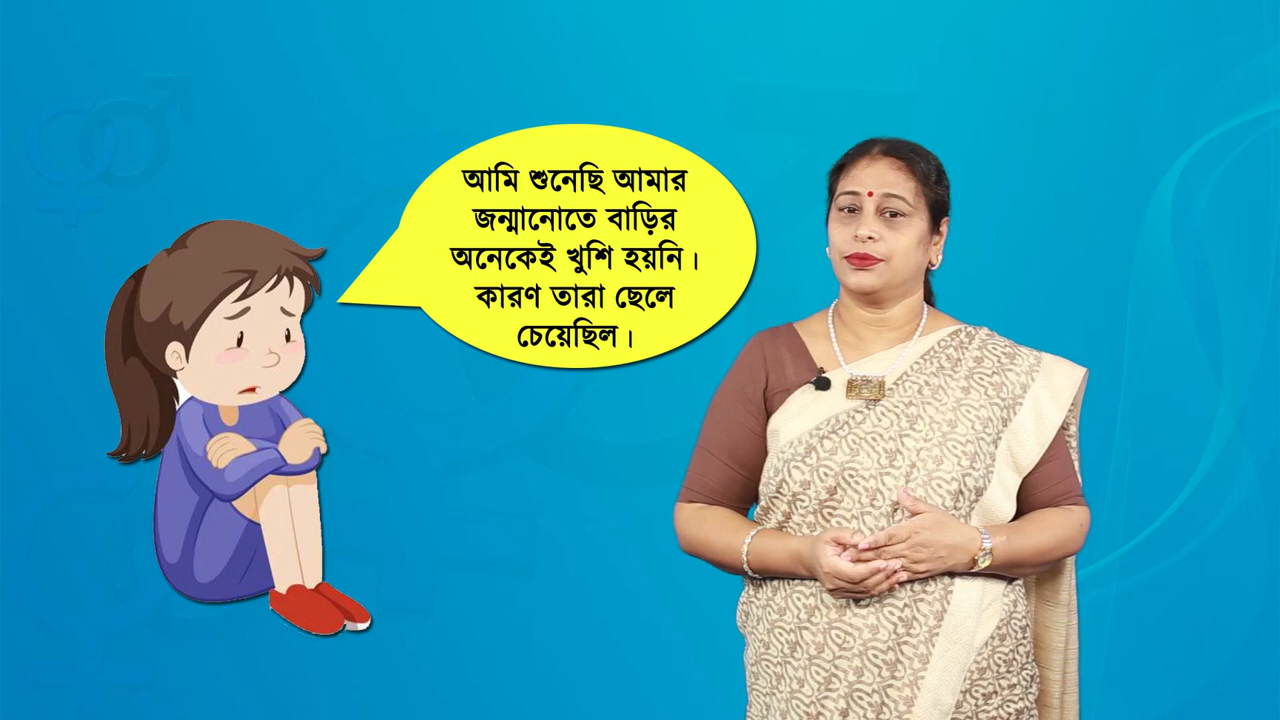 আমি শুনেছি আমার
জন্মানোতে বাড়ির
অনেকেই খুশি হয়নি।
কারণ তারা ছেলে
চেয়েছিল।